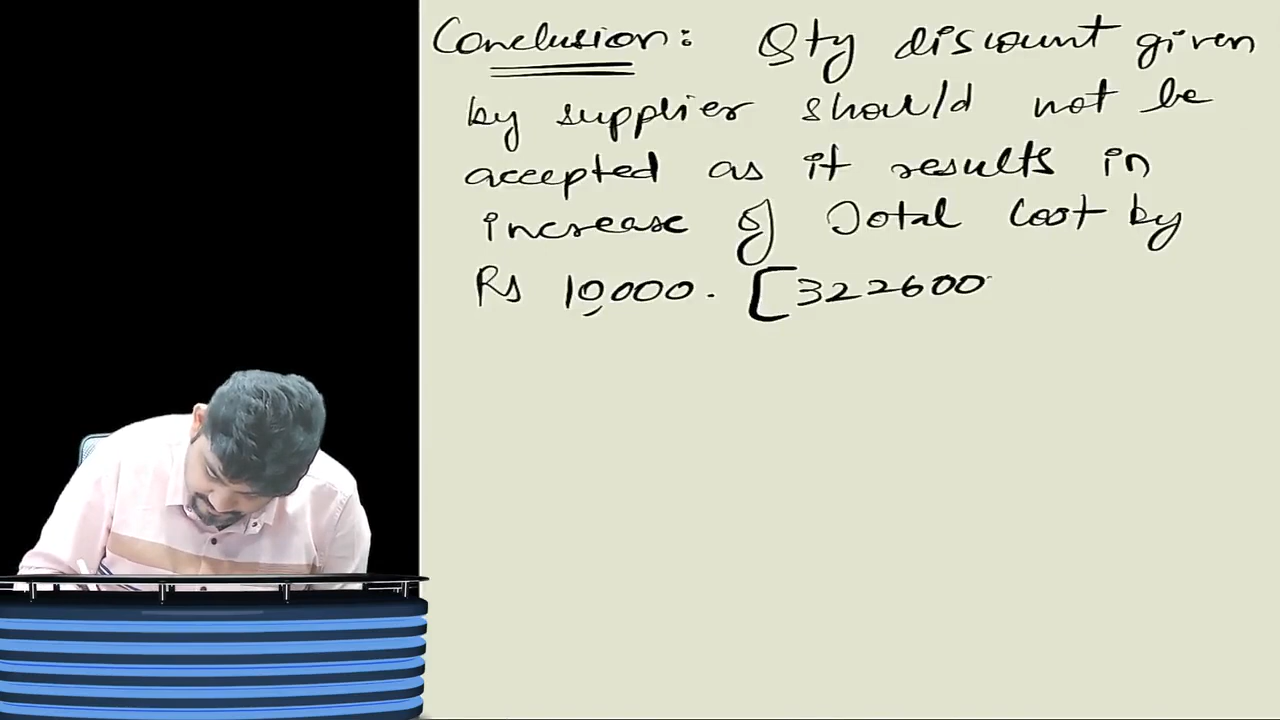 Conclusion: Qty discount given
by supplier should not be
accepted as it results in
increase of Total Cost by
Rs 10,000. [322600